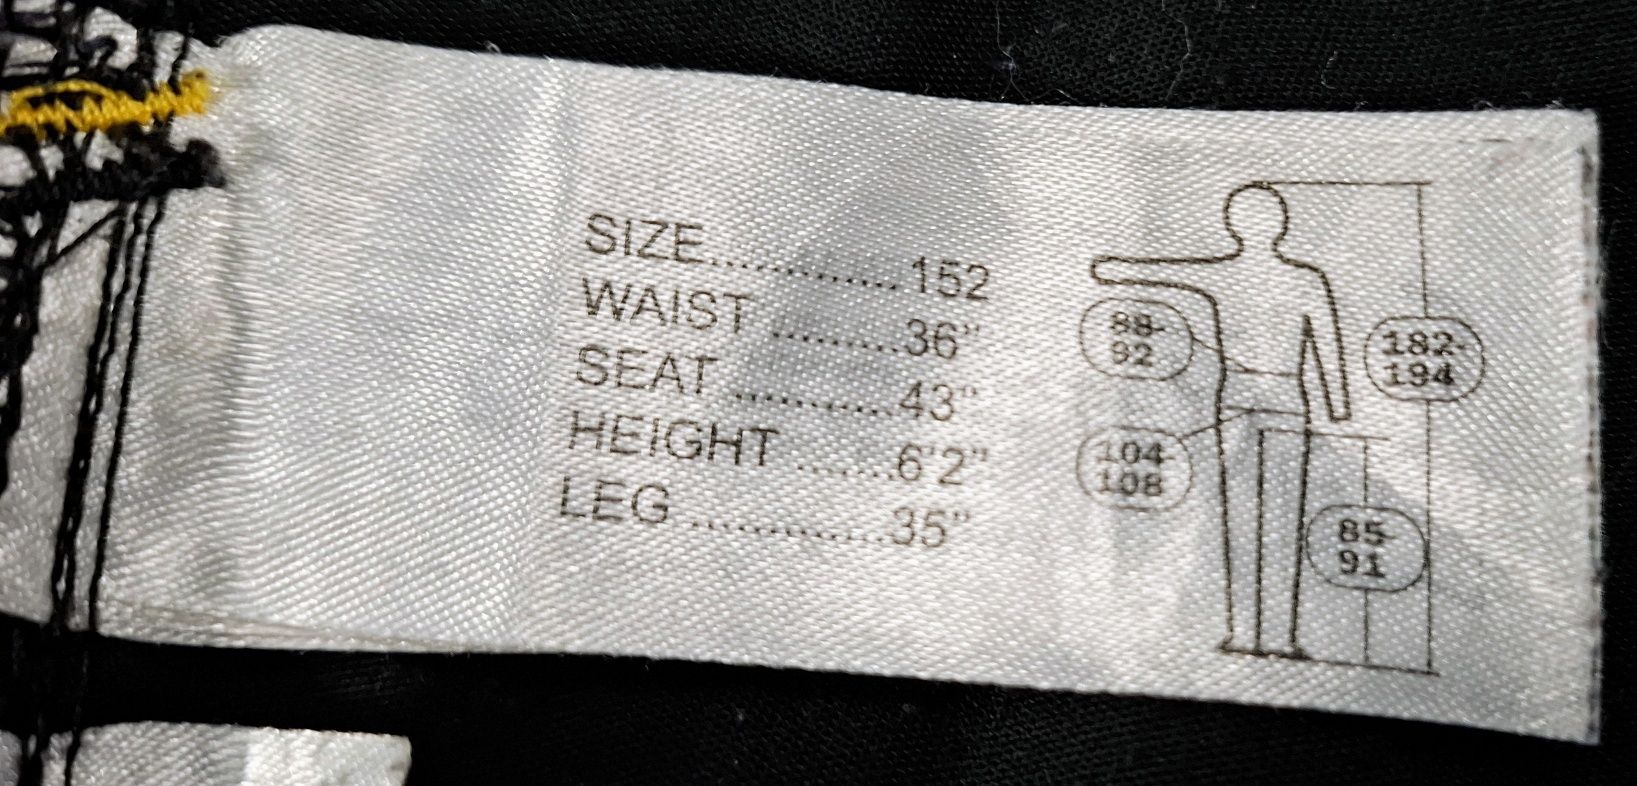 SIZE.............. 152
WAIST ..........36"
SEAT ............43"
HEIGHT .......6'2"
LEG ...............35"
88-
92
182-
194
104-
108
85-
91